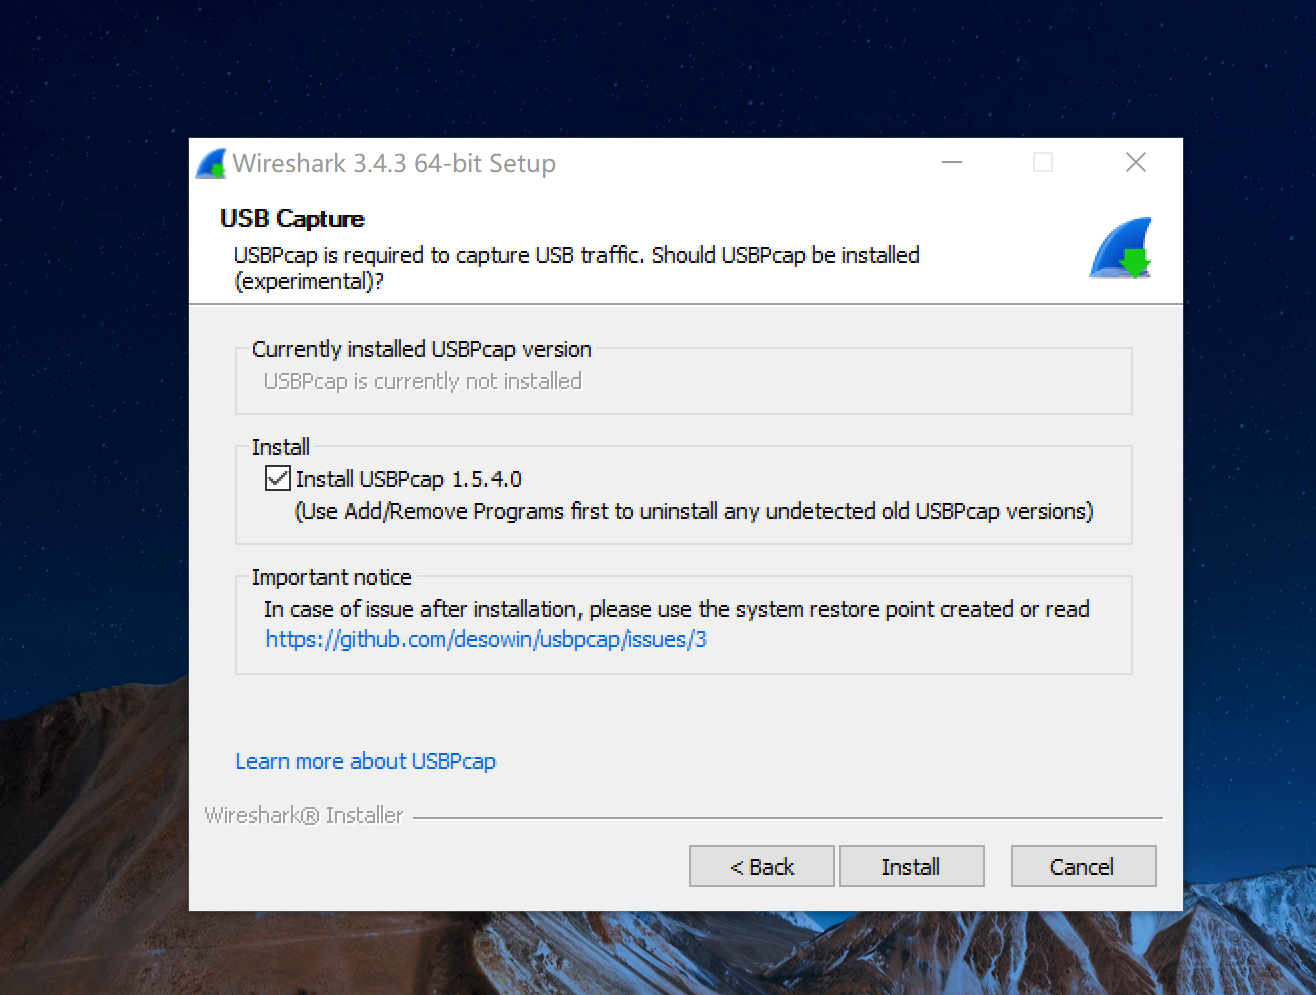 Wireshark 3.4.3 64-bit Setup
USB Capture
USBPcap is required to capture USB traffic. Should USBPcap be installed
(experimental)?
Currently installed USBPcap version
USBPcap is currently not installed
Install
Install USBPcap 1.5.4.0
(Use Add/Remove Programs first to uninstall any undetected old USBPcap versions)
Important notice
In case of issue after installation, please use the system restore point created or read
https://github.com/desowin/usbpcap/issues/3
Learn more about USBPcap
Wireshark® Installer
< Back Install Cancel